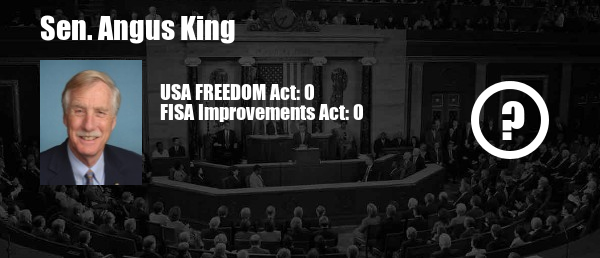 Sen. Angus King
USA FREEDOM Act: 0
FISA Improvements Act: 0
?